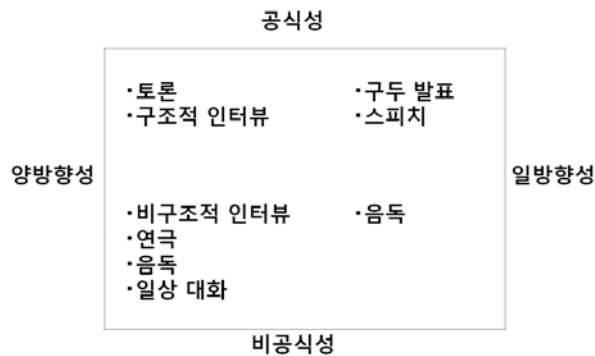 공식성
·토론
·구조적 인터뷰
·구두 발표
·스피치
양방향성
일방향성
·비구조적 인터뷰
·연극
·음독
·일상 대화
·음독
비공식성